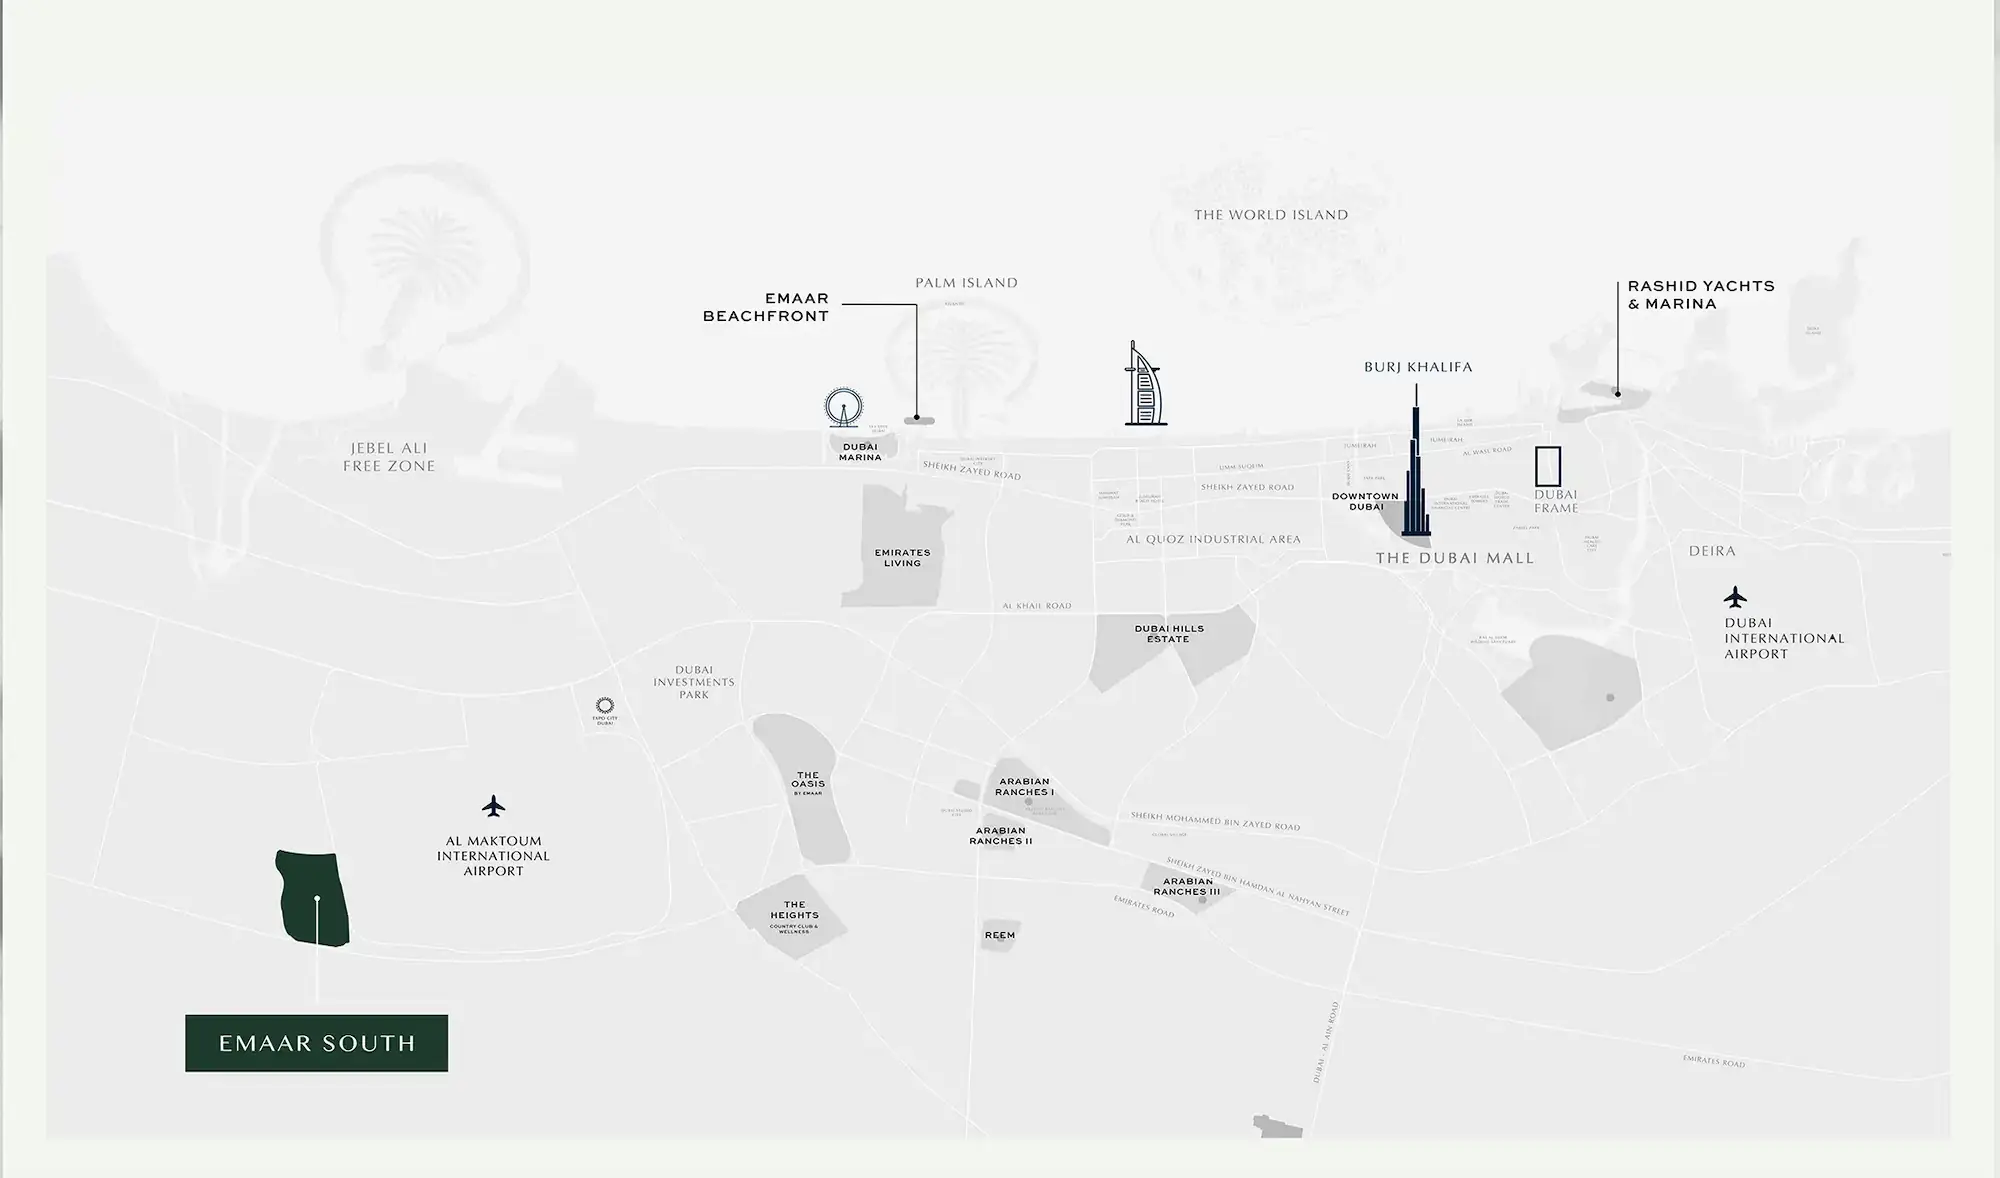 THE WORLD ISLAND
PALM ISLAND
EMAAR
BEACHFRONT
RASHID YACHTS
& MARINA
BURJ KHALIFA
JEBEL ALI
FREE ZONE
DUBAI
MARINA
SHEIKH ZAYED ROAD
JUMEIRAH
JUMEIRAH
AL WASL ROAD
UMM SUQEIM
SHEIKH ZAYED ROAD
DOWNTOWN
DUBAI
DUBAI
FRAME
AL QUOZ INDUSTRIAL AREA
THE DUBAI MALL
DEIRA
EMIRATES
LIVING
AL KHAIL ROAD
DUBAI HILLS
ESTATE
DUBAI
INTERNATIONAL
AIRPORT
DUBAI
INVESTMENTS
PARK
EXPO CITY
DUBAI
THE
OASIS
BY EMAAR
ARABIAN
RANCHES I
ARABIAN
RANCHES II
SHEIKH MOHAMMED BIN ZAYED ROAD
AL MAKTOUM
INTERNATIONAL
AIRPORT
SHEIKH ZAYED BIN HAMDAN AL NAHYAN STREET
ARABIAN
RANCHES III
EMIRATES ROAD
THE
HEIGHTS
COUNTRY CLUB &
WELLNESS
REEM
EMAAR SOUTH
DUBAI - AL AIN ROAD
EMIRATES ROAD